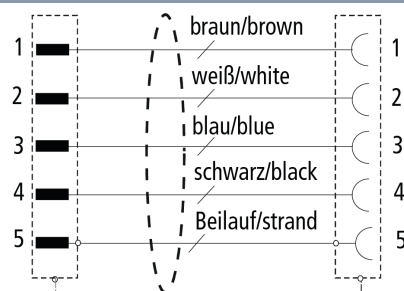 braun/brown
1 1
weiß/white
2 2
blau/blue
3 3
schwarz/black
4 4
Beilauf/strand
5 5